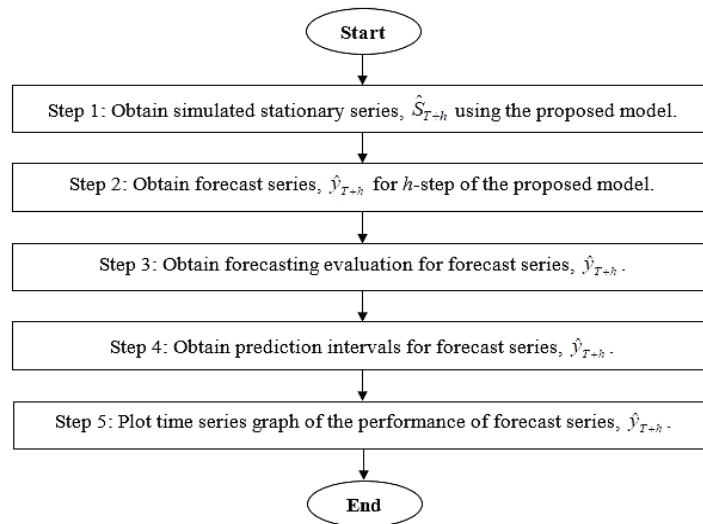 Start
Step 1: Obtain simulated stationary series, Ŝ_{T+h} using the proposed model.
Step 2: Obtain forecast series, ŷ_{T+h} for h-step of the proposed model.
Step 3: Obtain forecasting evaluation for forecast series, ŷ_{T+h} .
Step 4: Obtain prediction intervals for forecast series, ŷ_{T+h} .
Step 5: Plot time series graph of the performance of forecast series, ŷ_{T+h} .
End